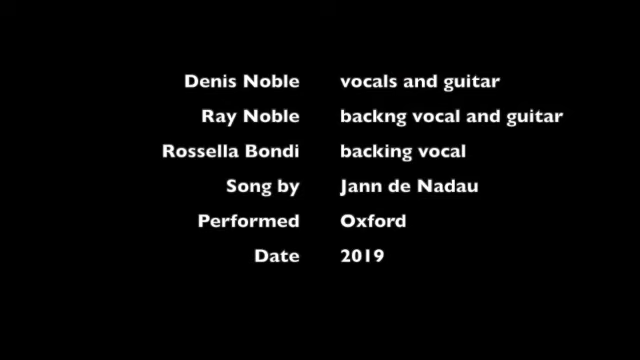 Denis Noble vocals and guitar
Ray Noble backng vocal and guitar
Rossella Bondi backing vocal
Song by Jann de Nadau
Performed Oxford
Date 2019